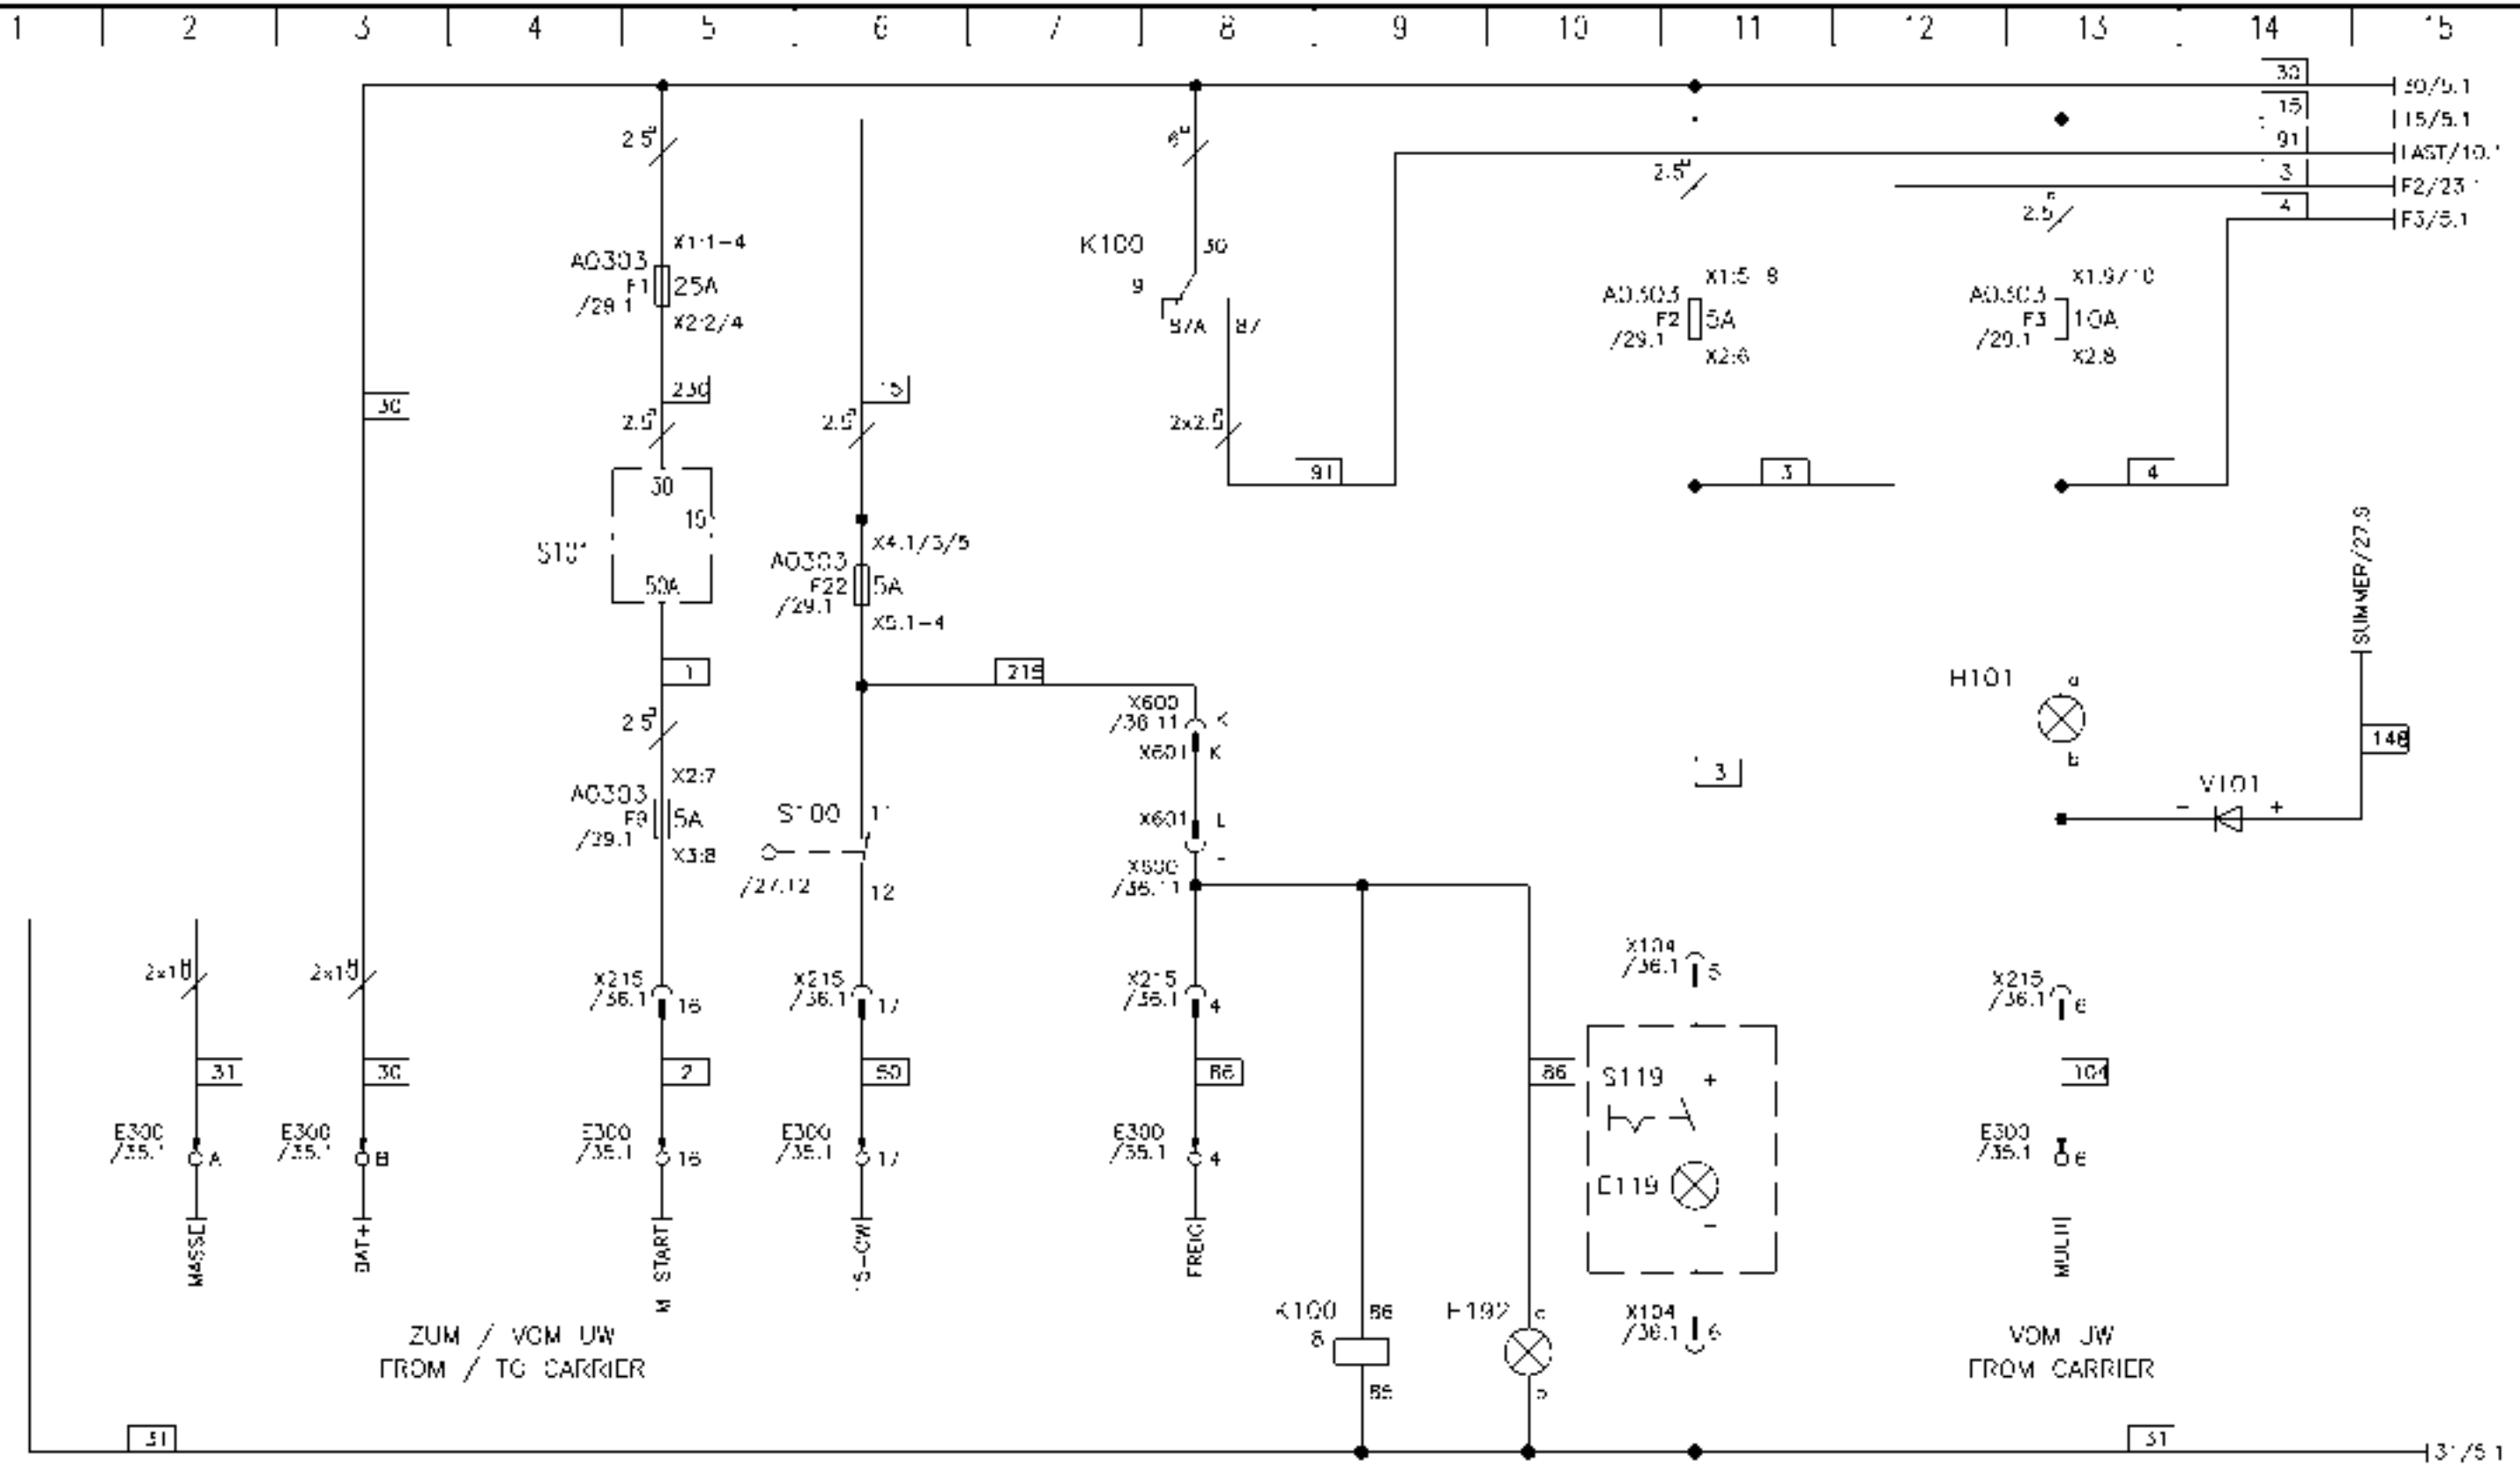 1 2 3 4 5 6 7 8 9 10 11 12 13 14 15
30
30/5.1
15
15/5.1
91
LAST/10.1
3
F2/23.1
4
F3/5.1
2.5
6
2.5
2.5
X1:1-4
A0303
F1 25A
/29.1
X2:2/4
K100
30
9
87A 87
X1:5-8
A0303
F2 5A
/29.1
X2:6
X1:9/10
A0303
F3 10A
/29.1
X2:8
30
230
15
2.5
2.5
2x2.5
91
3
4
30
15
S101
50A
X4:1/3/5
A0303
F22 5A
/29.1
X5:1-4
SUMMER/27.9
1
215
H101
a
b
X600
/36.11 K
X601 K
2.5
148
X2:7
A0303
F9 5A
/29.1
X3:8
S100
11
/27.12
12
X601 L
X600
/36.11
3
V101
- +
2x10
2x10
X215
/36.1 16
X215
/36.1 17
X215
/36.1 4
X104
/36.1 5
X215
/36.1 6
31
30
2
50
86
86
S119 +
104
E300
/35.1 A
E300
/35.1 B
E300
/35.1 16
E300
/35.1 17
E300
/35.1 4
E119
-
E300
/35.1 6
MASSE
BAT+
M START
FREIG
MULTI
K100
8
86
85
H192
b
X104
/36.1 6
ZUM / VOM UW
FROM / TO CARRIER
VOM UW
FROM CARRIER
31
31
31/5.1